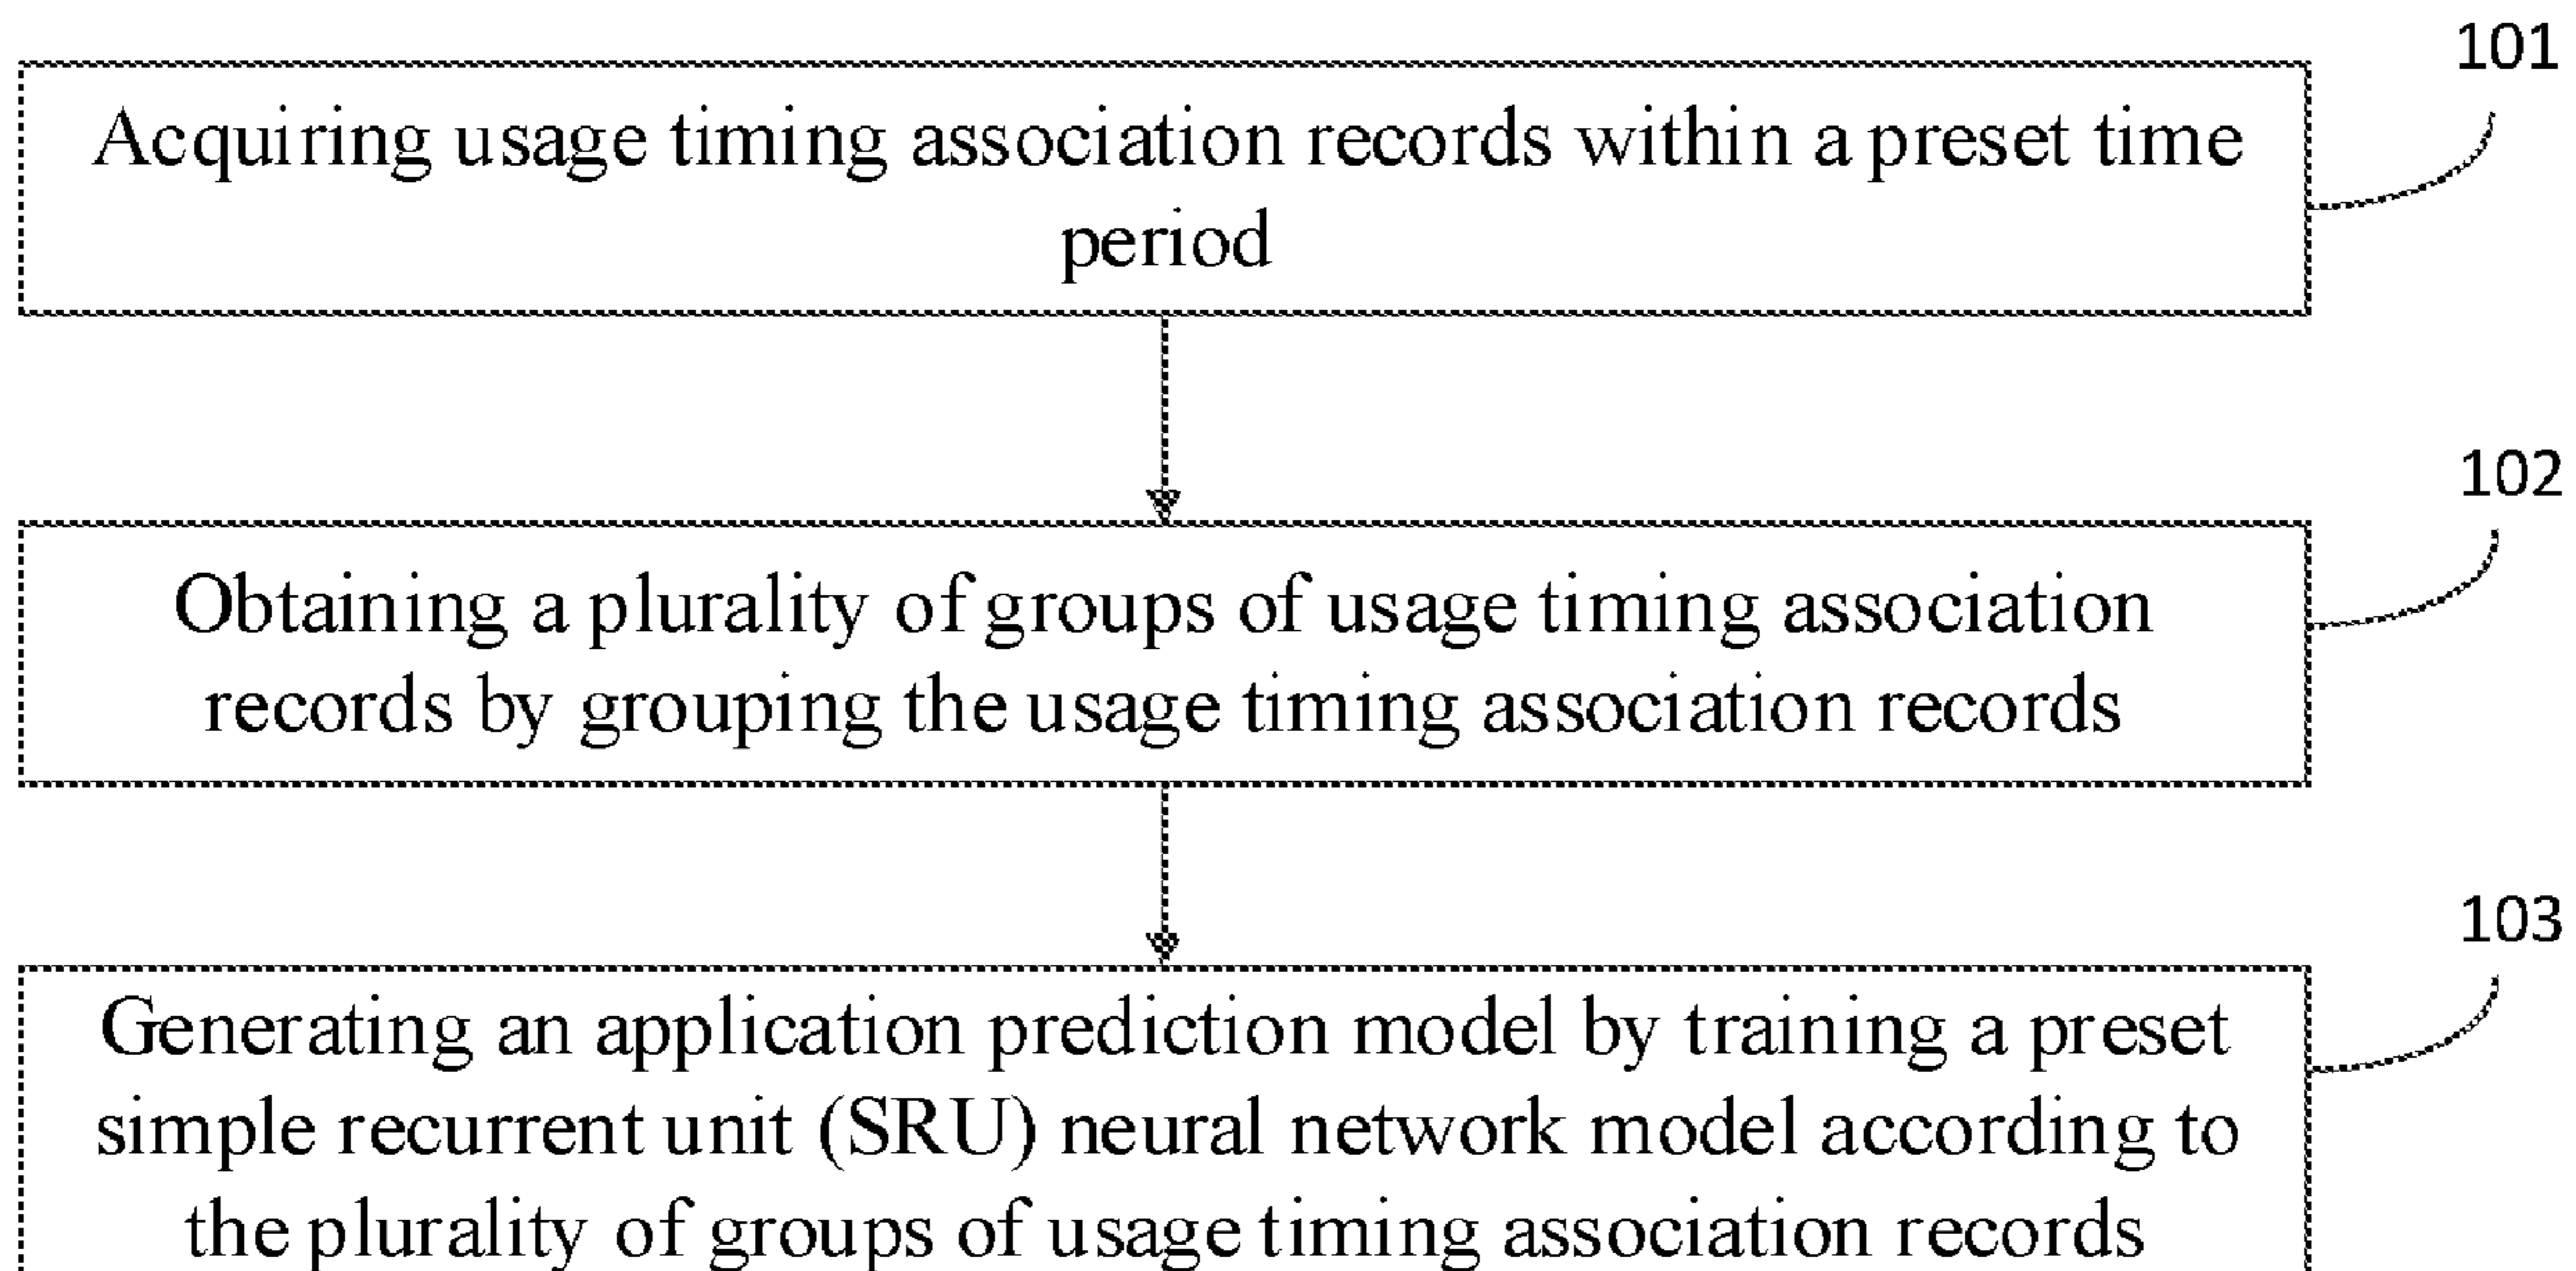 101
Acquiring usage timing association records within a preset time
period
102
Obtaining a plurality of groups of usage timing association
records by grouping the usage timing association records
103
Generating an application prediction model by training a preset
simple recurrent unit (SRU) neural network model according to
the plurality of groups of usage timing association records